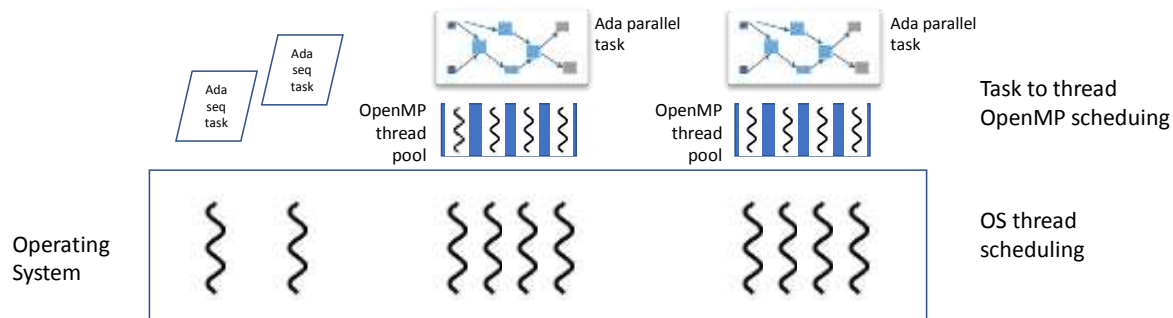 Ada
seq
task
Ada
seq
task
Ada parallel
task
Ada parallel
task
OpenMP
thread
pool
OpenMP
thread
pool
Task to thread
OpenMP scheduing
Operating
System
OS thread
scheduling